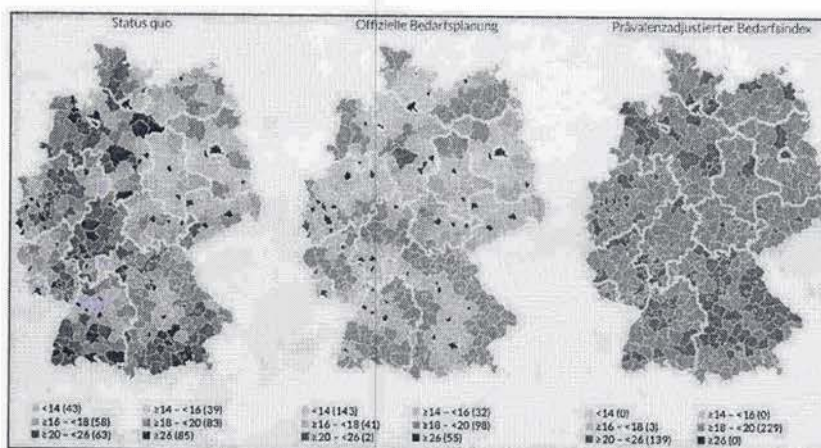 Status quo
Offizielle Bedarfsplanung
Prävalenzadjustierter Bedarfsindex
<14 (43)
≥14 – <16 (39)
≥16 – <18 (58)
≥18 – <20 (83)
≥20 – <26 (63)
≥26 (85)
<14 (143)
≥14 – <16 (32)
≥16 – <18 (41)
≥18 – <20 (98)
≥20 – <26 (2)
≥26 (55)
<14 (0)
≥14 – <16 (0)
≥16 – <18 (3)
≥18 – <20 (229)
≥20 – <26 (139)
≥26 (0)